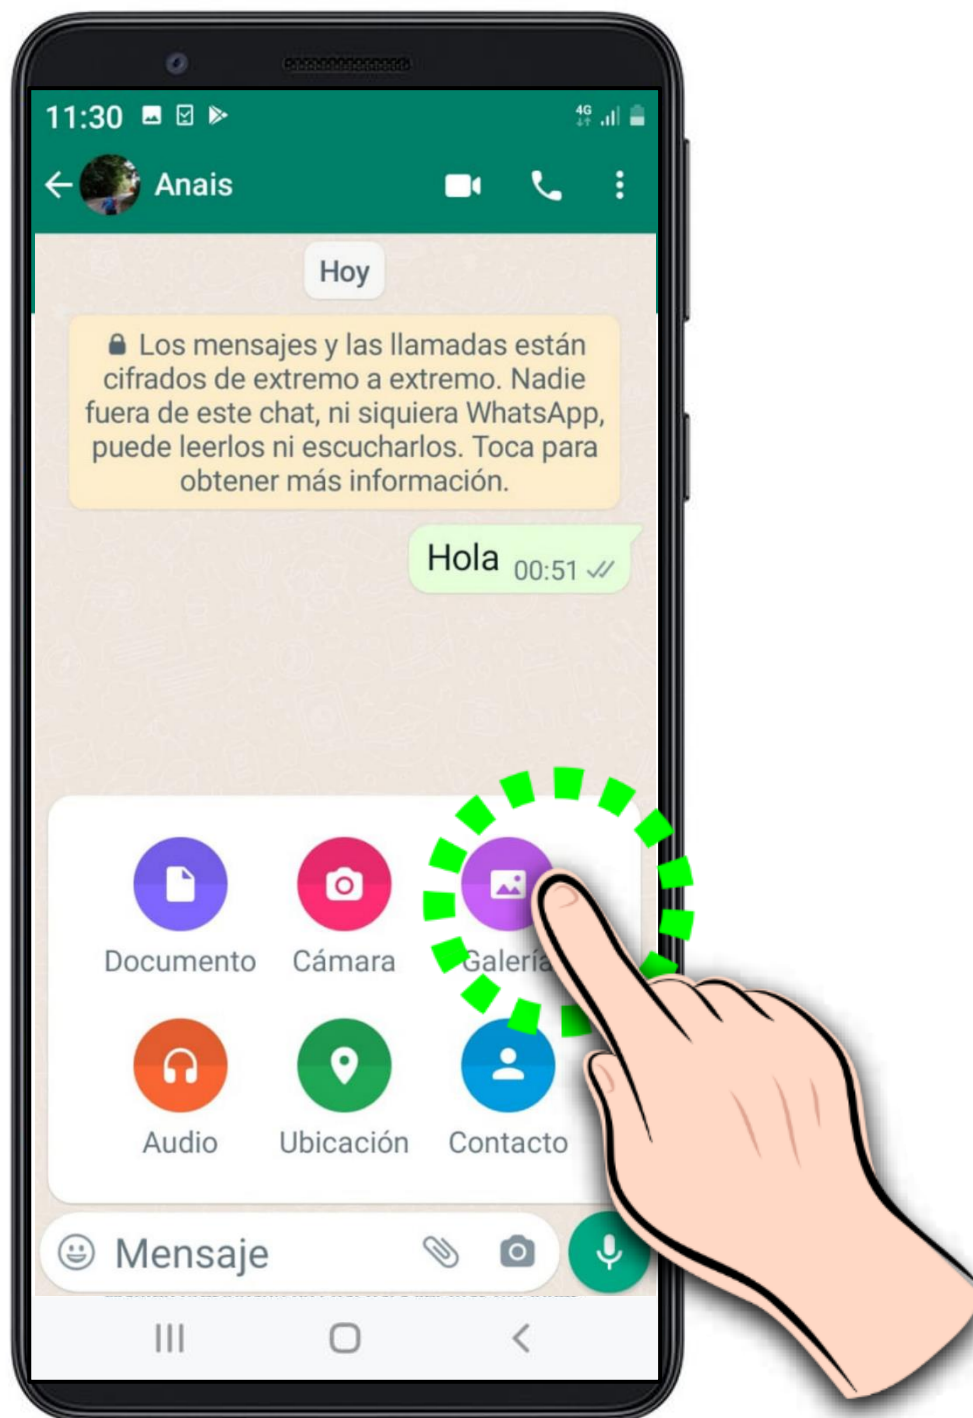 11:30
4G
Anais
Hoy
Los mensajes y las llamadas están
cifrados de extremo a extremo. Nadie
fuera de este chat, ni siquiera WhatsApp,
puede leerlos ni escucharlos. Toca para
obtener más información.
Hola 00:51
Documento Cámara Galería
Audio Ubicación Contacto
Mensaje